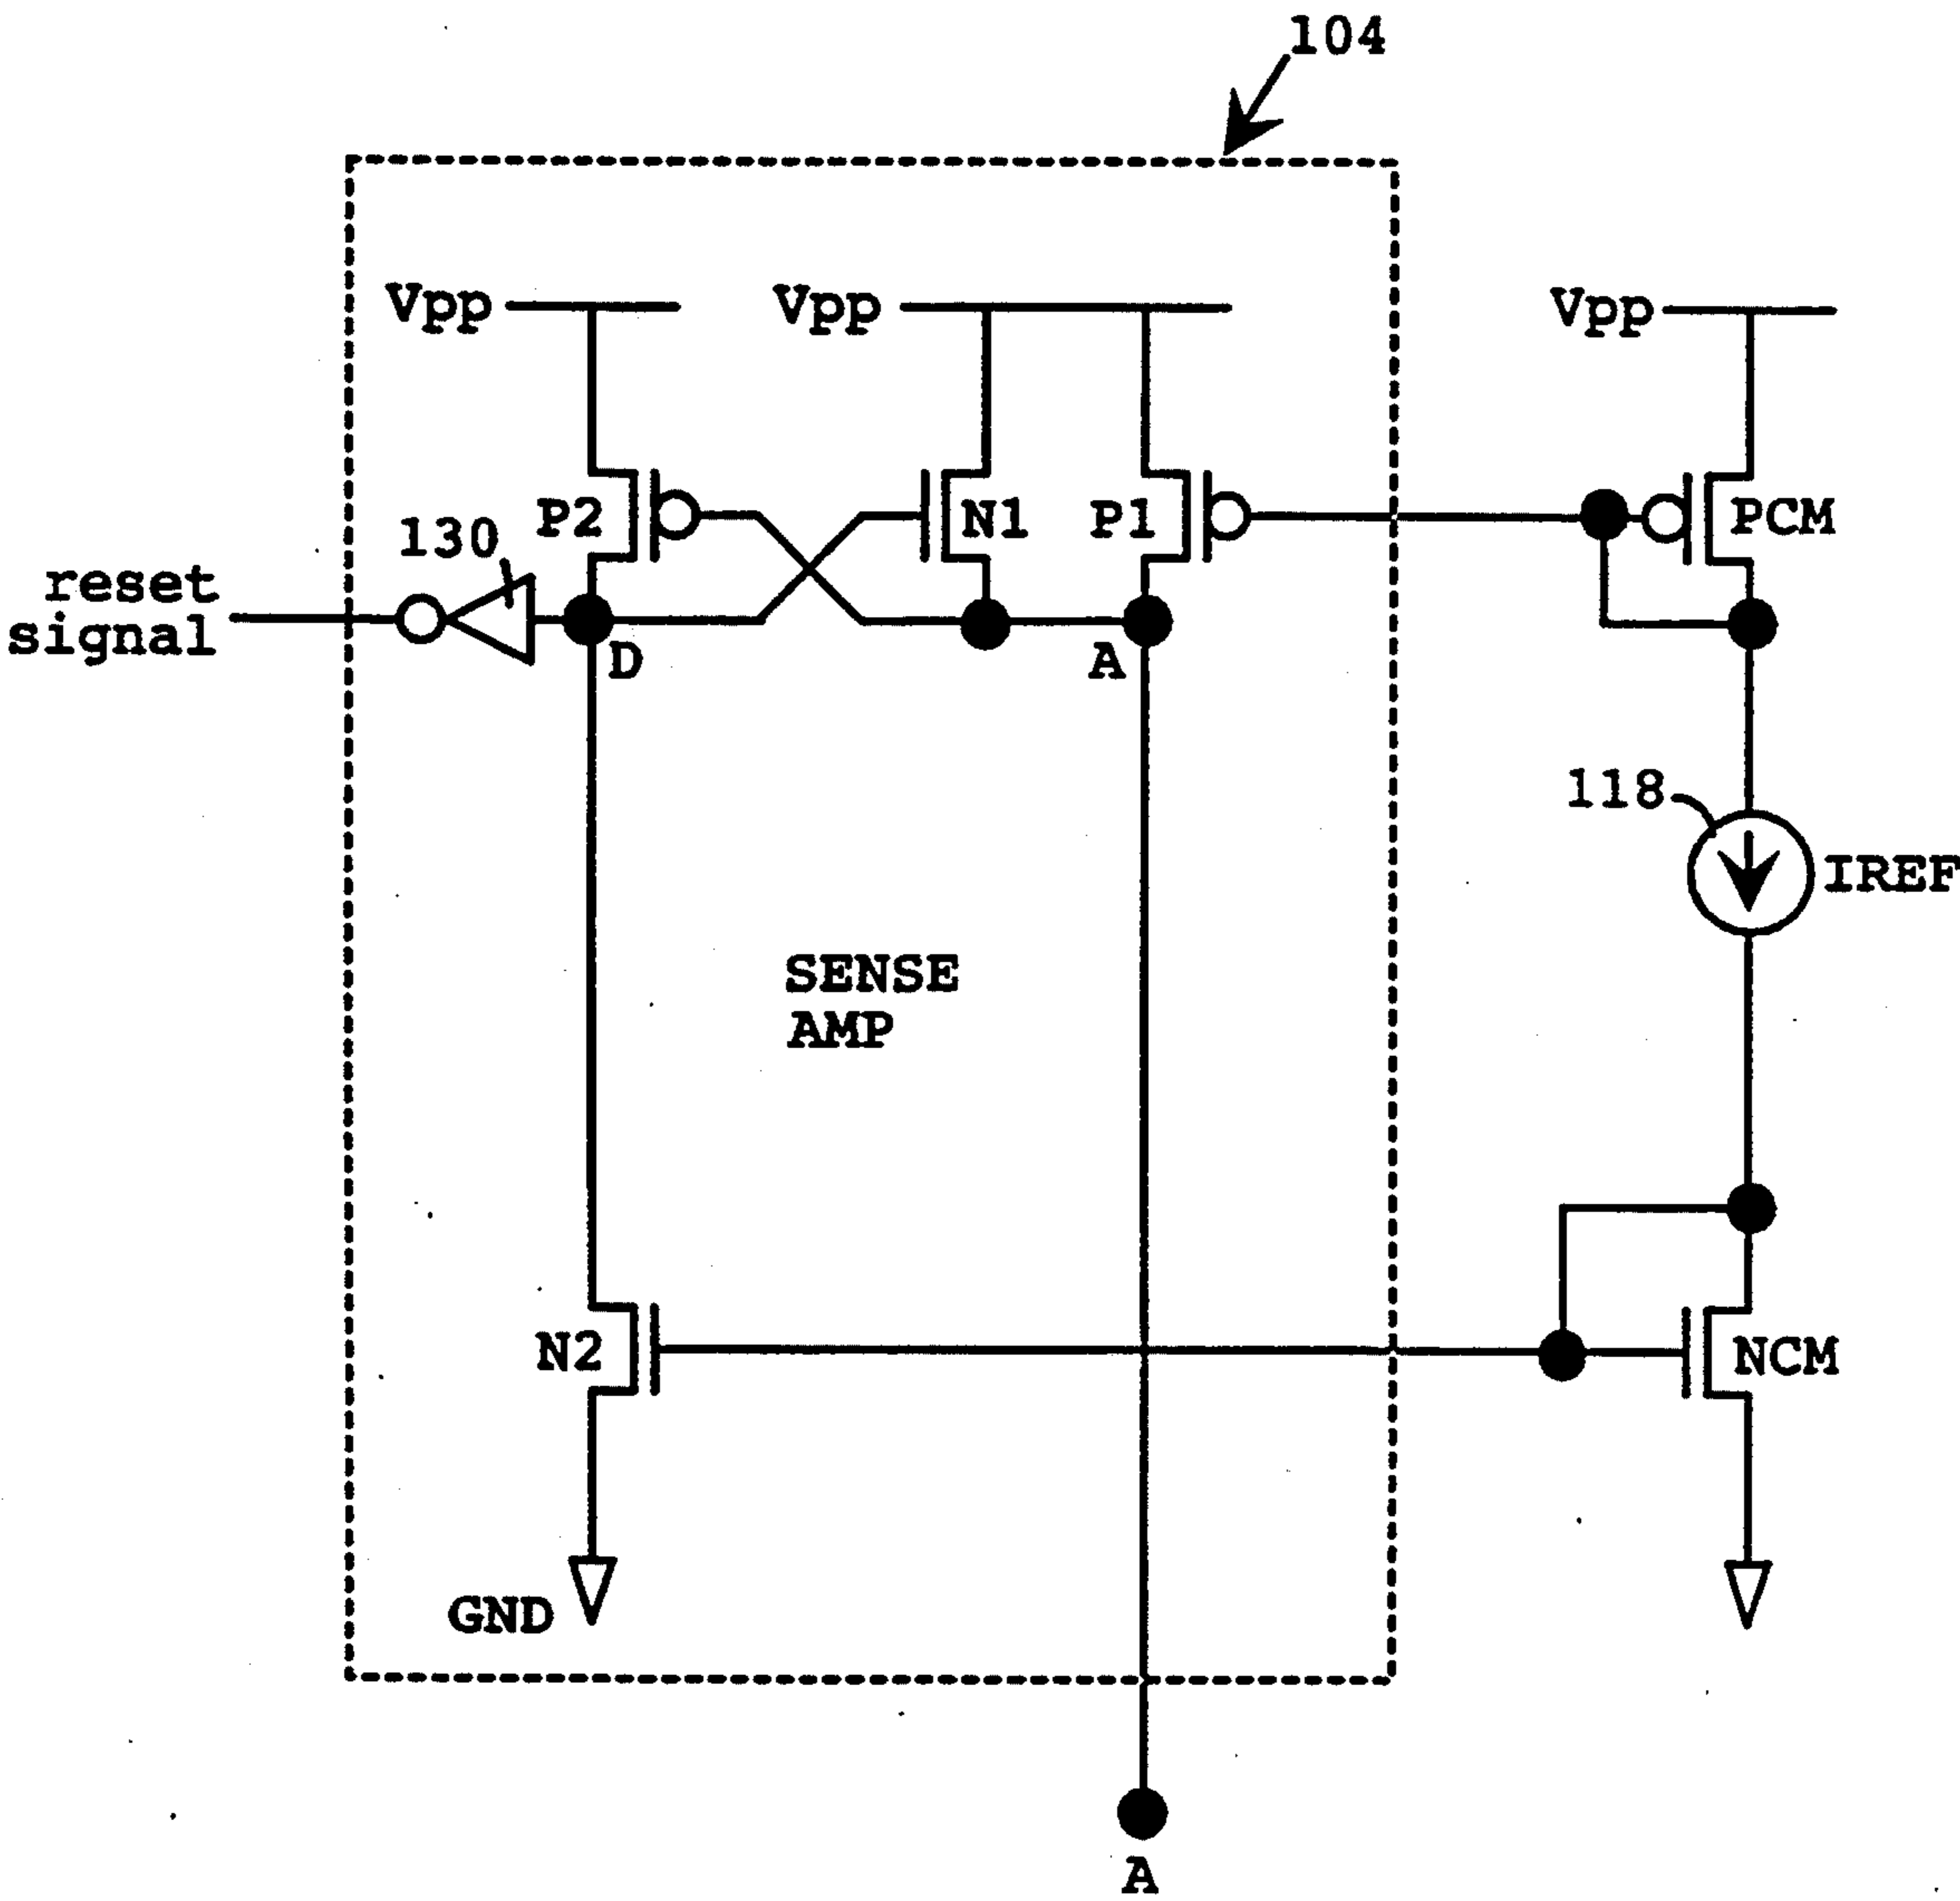 104
Vpp
Vpp
Vpp
P2
N1
P1
PCM
130
reset
signal
D
A
118
IREF
SENSE
AMP
N2
NCM
GND
A